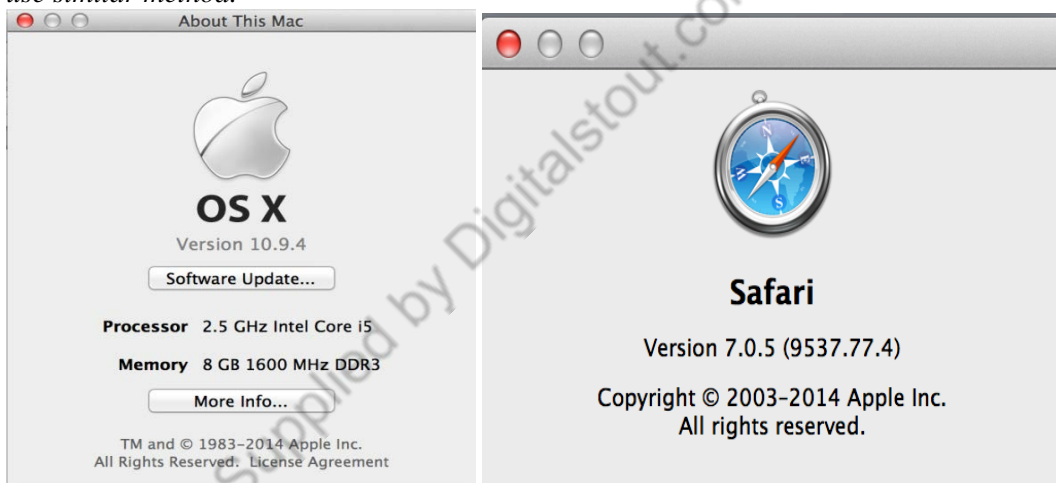 use similar method.
About This Mac
OS X
Version 10.9.4
Software Update...
Processor 2.5 GHz Intel Core i5
Memory 8 GB 1600 MHz DDR3
More Info...
TM and © 1983–2014 Apple Inc.
All Rights Reserved. License Agreement
N
E
S
W
Safari
Version 7.0.5 (9537.77.4)
Copyright © 2003–2014 Apple Inc.
All rights reserved.
Supplied by Digitalstout.com